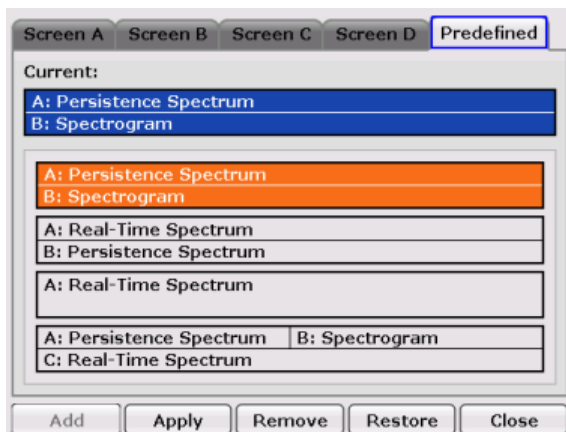 Screen A Screen B Screen C Screen D Predefined
Current:
A: Persistence Spectrum
B: Spectrogram
A: Persistence Spectrum
B: Spectrogram
A: Real-Time Spectrum
B: Persistence Spectrum
A: Real-Time Spectrum
A: Persistence Spectrum B: Spectrogram
C: Real-Time Spectrum
Add Apply Remove Restore Close